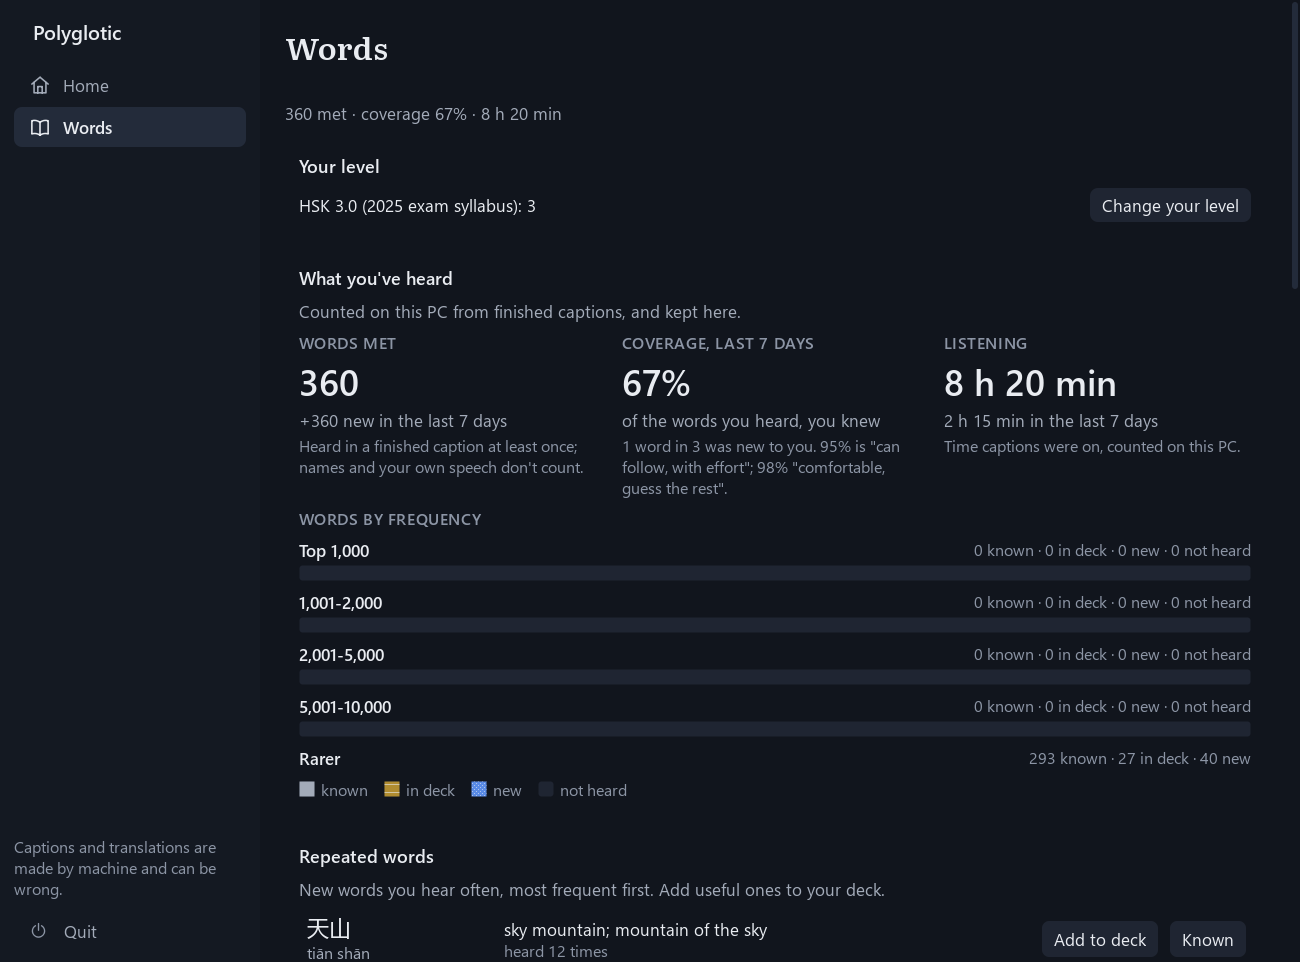 Polyglotic
Home
Words
Captions and translations are
made by machine and can be
wrong.
Quit
Words
360 met · coverage 67% · 8 h 20 min
Your level
HSK 3.0 (2025 exam syllabus): 3
Change your level
What you've heard
Counted on this PC from finished captions, and kept here.
WORDS MET
360
+360 new in the last 7 days
Heard in a finished caption at least once;
names and your own speech don't count.
COVERAGE, LAST 7 DAYS
67%
of the words you heard, you knew
1 word in 3 was new to you. 95% is "can
follow, with effort"; 98% "comfortable,
guess the rest".
LISTENING
8 h 20 min
2 h 15 min in the last 7 days
Time captions were on, counted on this PC.
WORDS BY FREQUENCY
Top 1,000 0 known · 0 in deck · 0 new · 0 not heard
1,001-2,000 0 known · 0 in deck · 0 new · 0 not heard
2,001-5,000 0 known · 0 in deck · 0 new · 0 not heard
5,001-10,000 0 known · 0 in deck · 0 new · 0 not heard
Rarer 293 known · 27 in deck · 40 new
known in deck new not heard
Repeated words
New words you hear often, most frequent first. Add useful ones to your deck.
天山
tiān shān
sky mountain; mountain of the sky
heard 12 times
Add to deck
Known